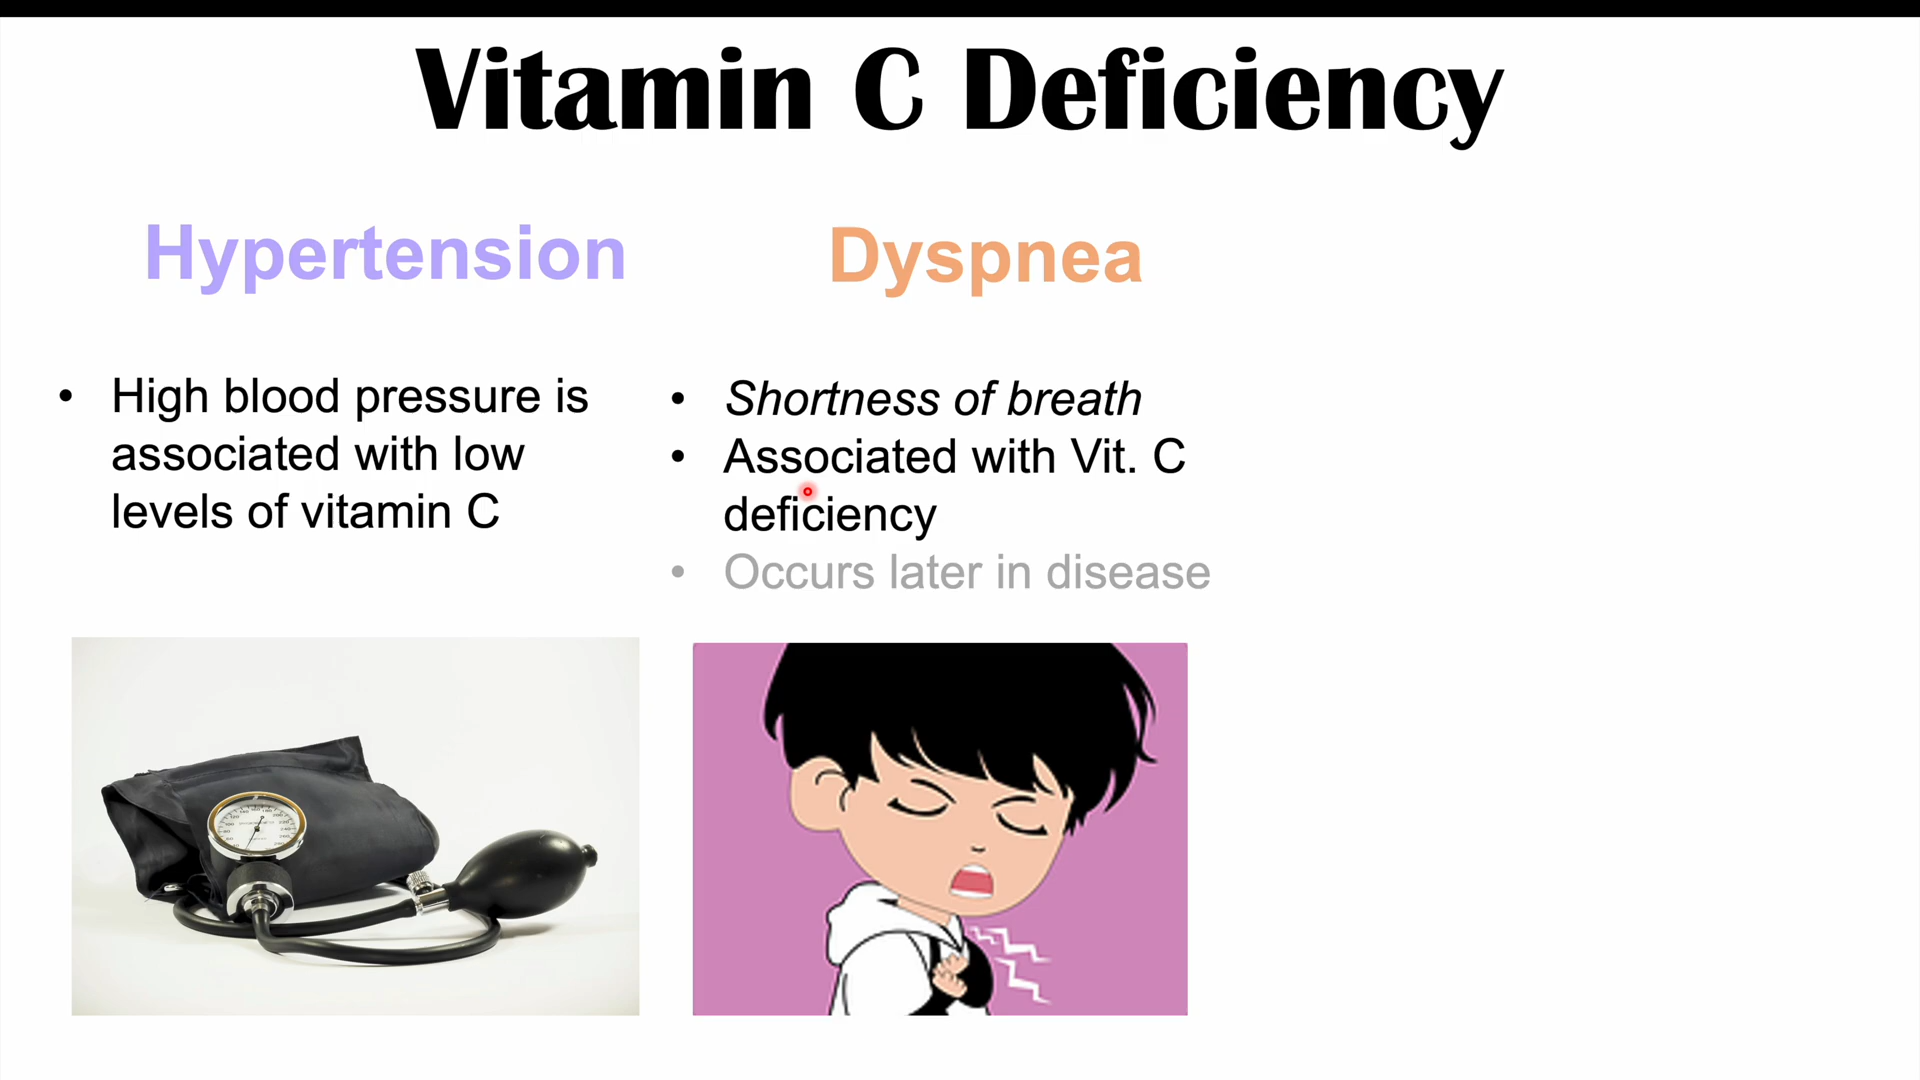 Vitamin C Deficiency
Hypertension
• High blood pressure is
associated with low
levels of vitamin C
Dyspnea
• Shortness of breath
• Associated with Vit. C
deficiency
• Occurs later in disease